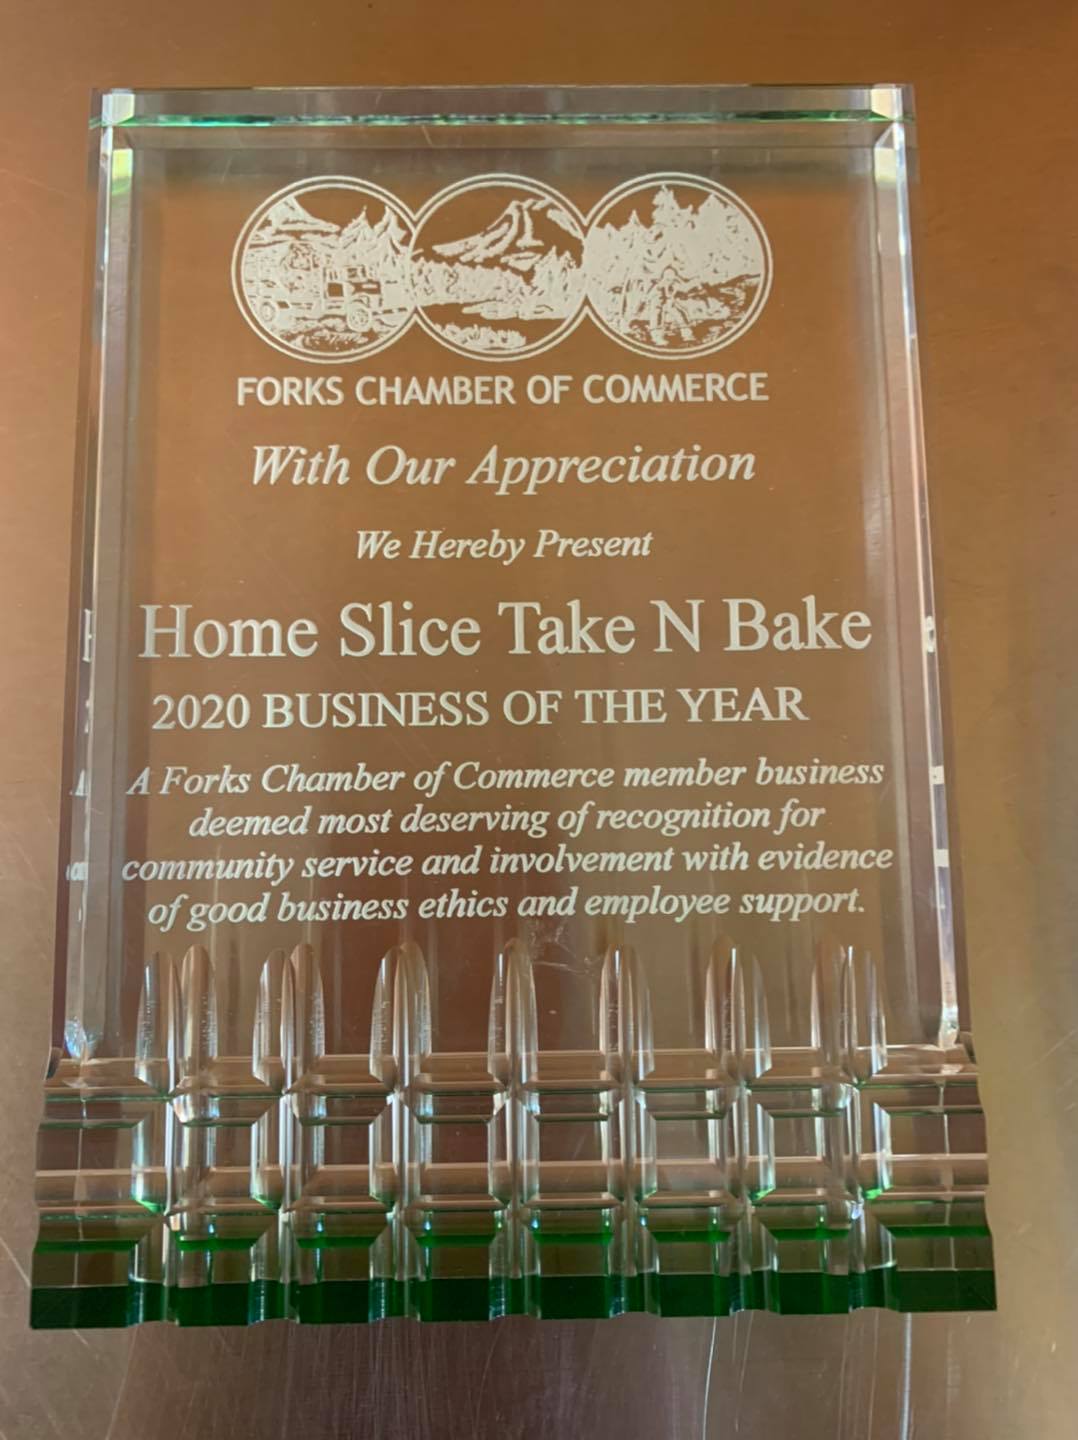 FORKS CHAMBER OF COMMERCE
With Our Appreciation
We Hereby Present
Home Slice Take N Bake
2020 BUSINESS OF THE YEAR
A Forks Chamber of Commerce member business
deemed most deserving of recognition for
community service and involvement with evidence
of good business ethics and employee support.